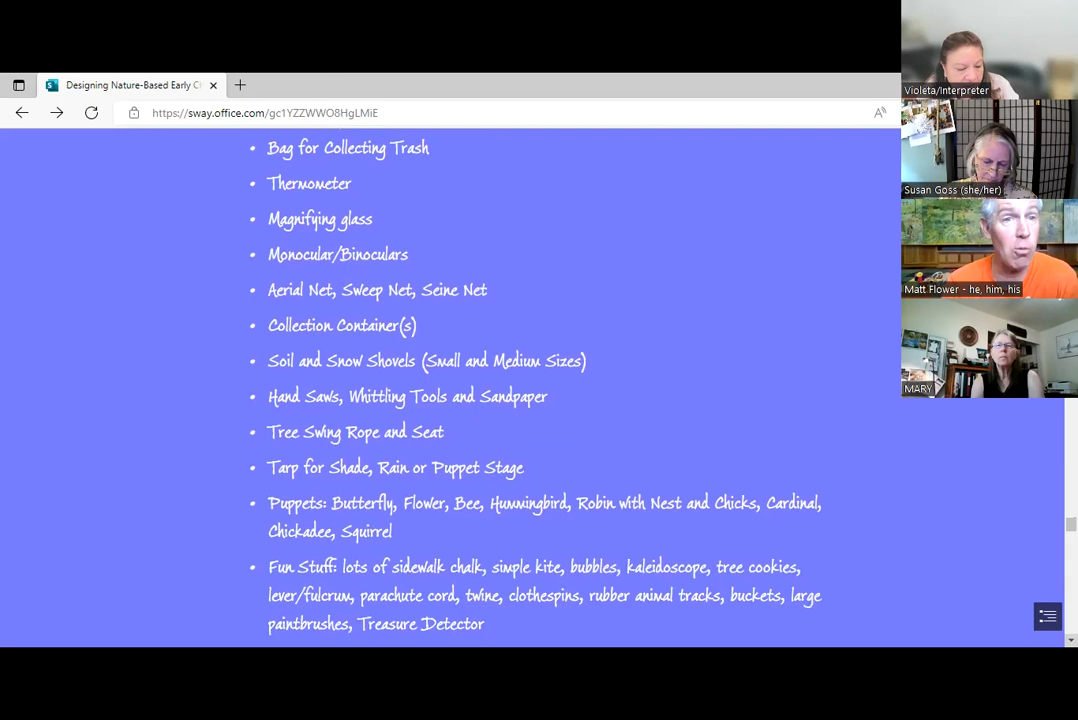 Designing Nature-Based Early C
https://sway.office.com/gc1YZZWWO8HgLMiE
A
• Bag for Collecting Trash
• Thermometer
• Magnifying glass
• Monocular/Binoculars
• Aerial Net, Sweep Net, Seine Net
• Collection Container(s)
• Soil and Snow Shovels (Small and Medium Sizes)
• Hand Saws, Whittling Tools and Sandpaper
• Tree Swing Rope and Seat
• Tarp for Shade, Rain or Puppet Stage
• Puppets: Butterfly, Flower, Bee, Hummingbird, Robin with Nest and Chicks, Cardinal,
Chickadee, Squirrel
• Fun Stuff: lots of sidewalk chalk, simple kite, bubbles, kaleidoscope, tree cookies,
lever/fulcrum, parachute cord, twine, clothespins, rubber animal tracks, buckets, large
paintbrushes, Treasure Detector
Violeta/Interpreter
Susan Goss (she/her)
Matt Flower - he, him, his
MARY